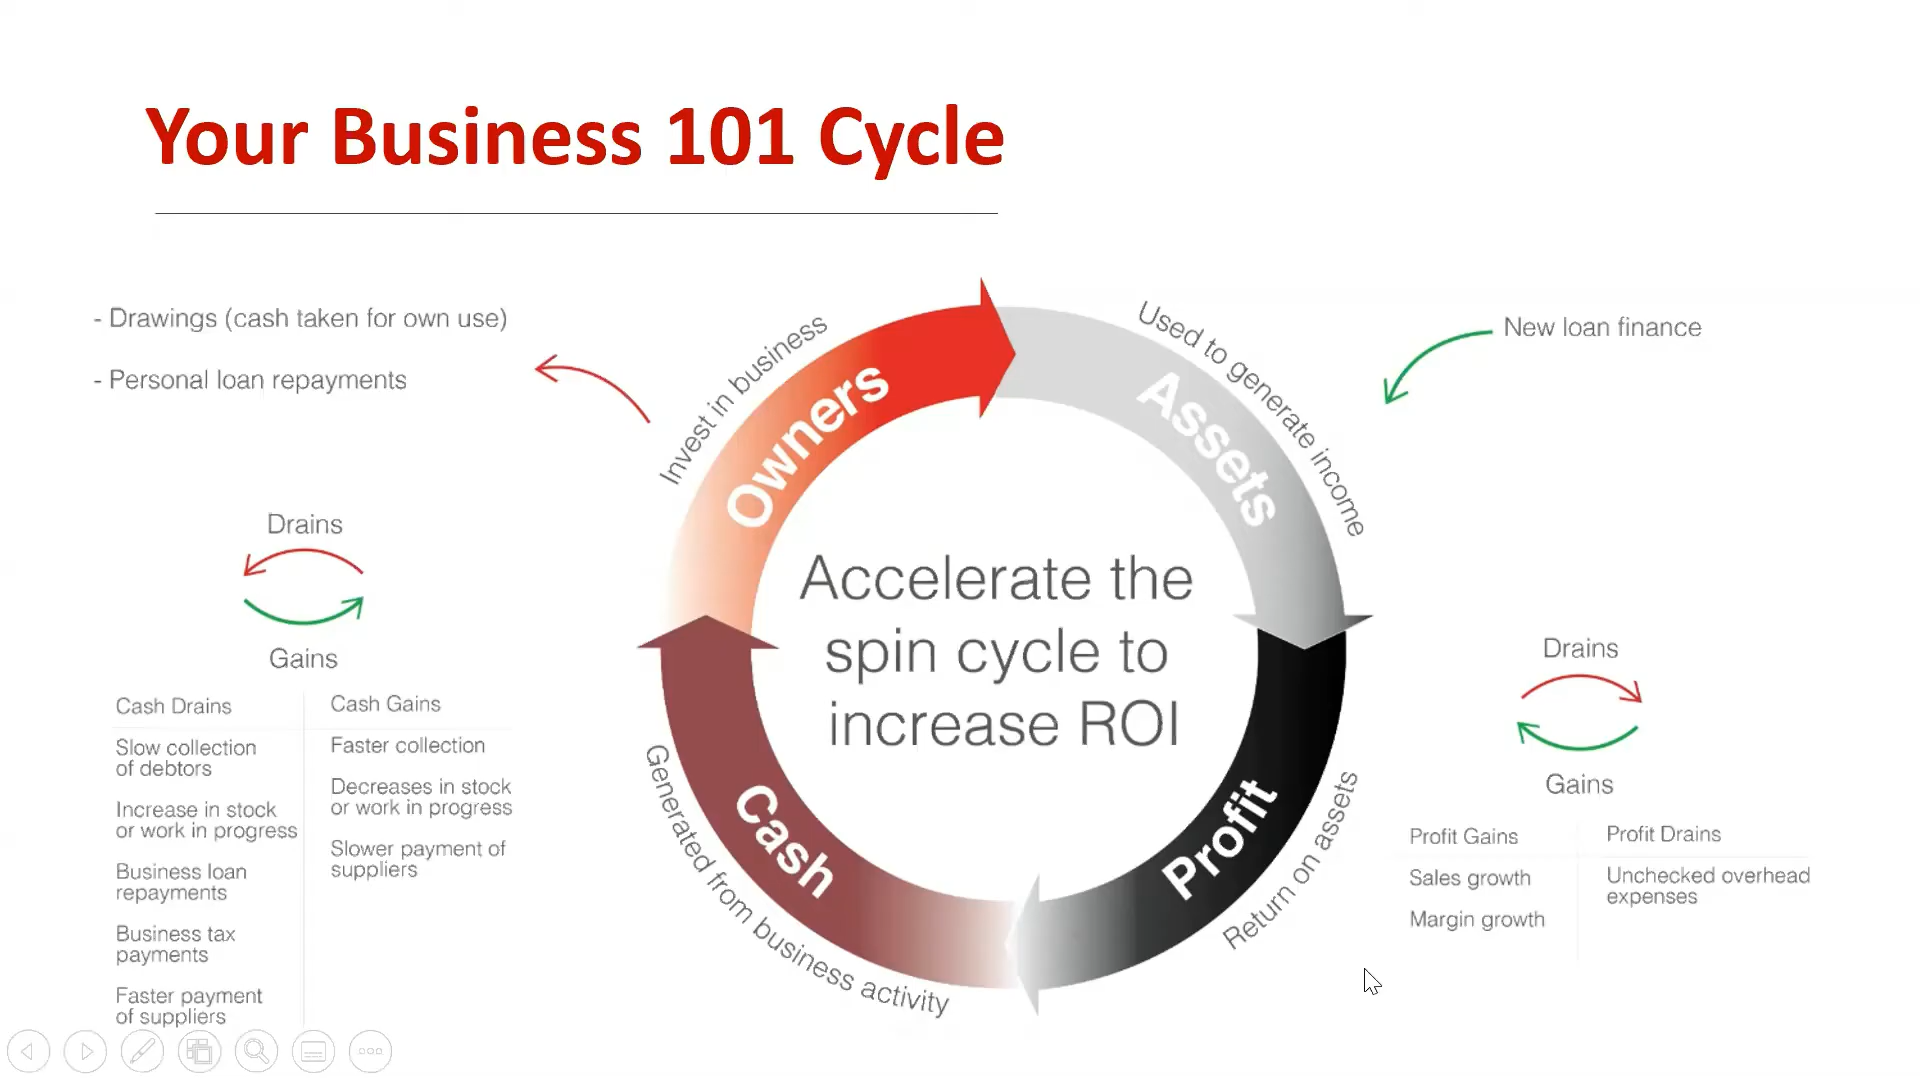 Your Business 101 Cycle
- Drawings (cash taken for own use)
- Personal loan repayments
Invest in business
Owners
Used to generate income
Assets
New loan finance
Accelerate the
spin cycle to
increase ROI
Drains
Gains
Cash Drains
Slow collection
of debtors
Increase in stock
or work in progress
Business loan
repayments
Business tax
payments
Faster payment
of suppliers
Cash Gains
Faster collection
Decreases in stock
or work in progress
Slower payment of
suppliers
Cash
Generated from business activity
Profit
Return on assets
Drains
Gains
Profit Gains
Sales growth
Margin growth
Profit Drains
Unchecked overhead
expenses